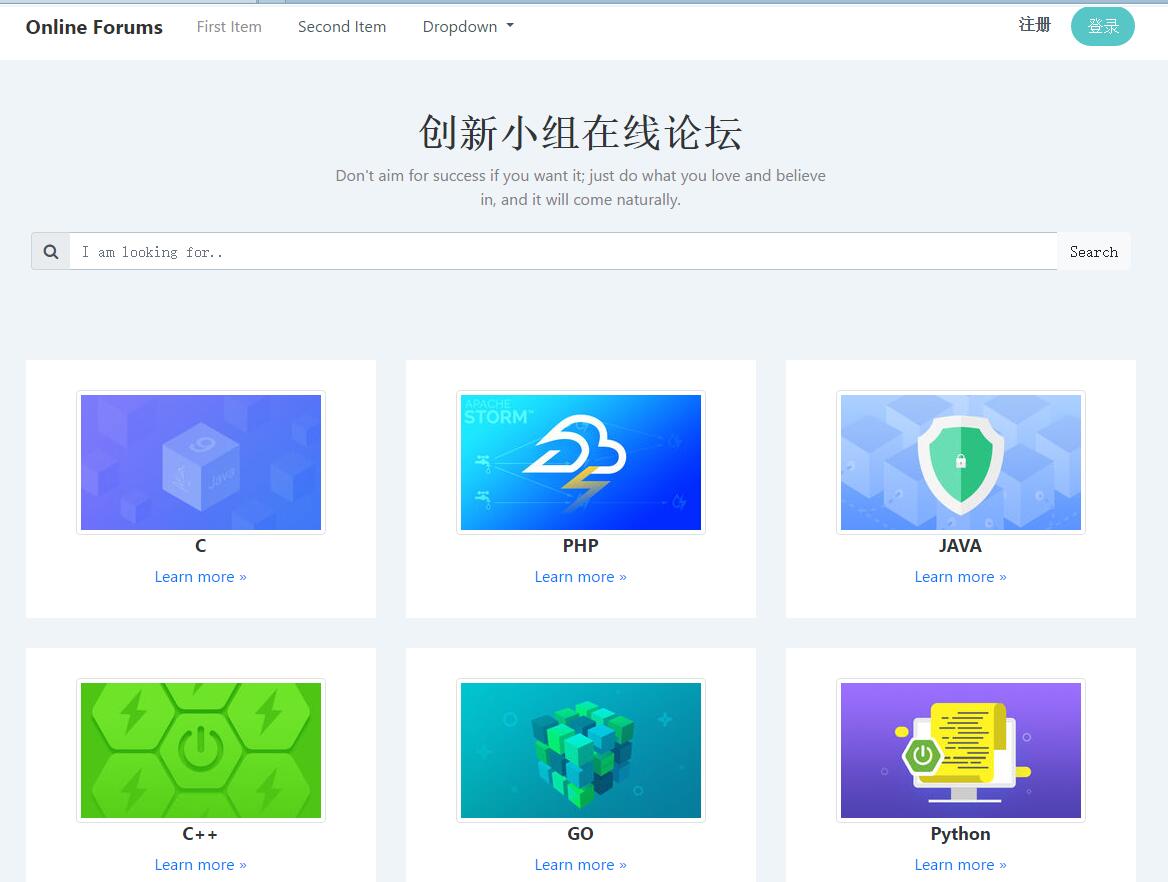 Online Forums First Item Second Item Dropdown 注册 登录
创新小组在线论坛
Don't aim for success if you want it; just do what you love and believe
in, and it will come naturally.
I am looking for.. Search
Java
APACHE
STORM™
C
Learn more »
PHP
Learn more »
JAVA
Learn more »
C++
Learn more »
GO
Learn more »
Python
Learn more »